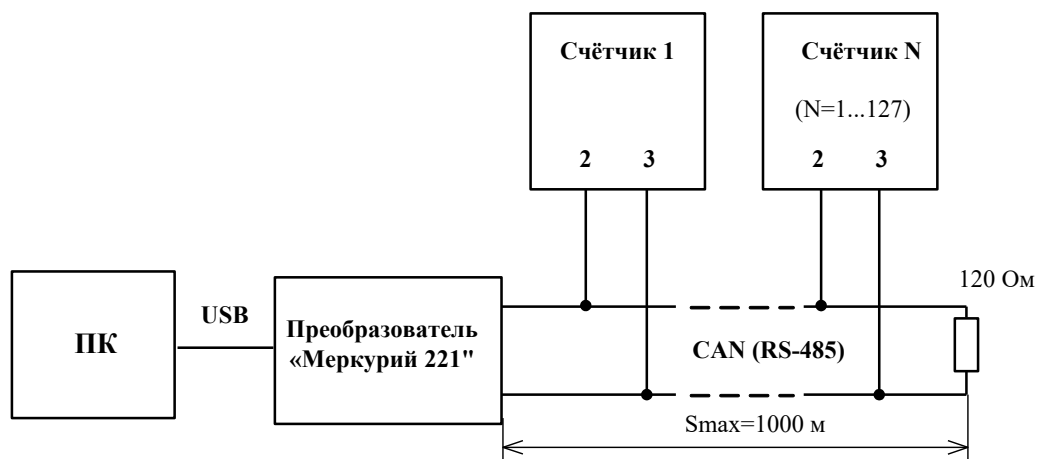 Счётчик 1
Счётчик N
(N=1...127)
2 3
2 3
120 Ом
USB
ПК
Преобразователь
«Меркурий 221"
CAN (RS-485)
Smax=1000 м